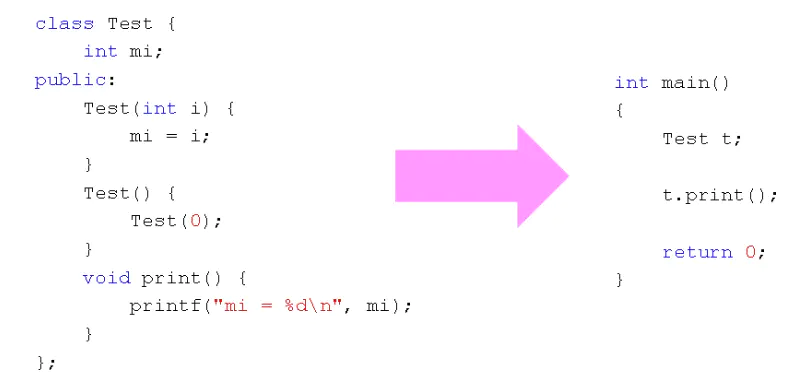 class Test {
    int mi;
public:
    Test(int i) {
        mi = i;
    }
    Test() {
        Test(0);
    }
    void print() {
        printf("mi = %d\n", mi);
    }
};
int main()
{
    Test t;
    t.print();
    return 0;
}